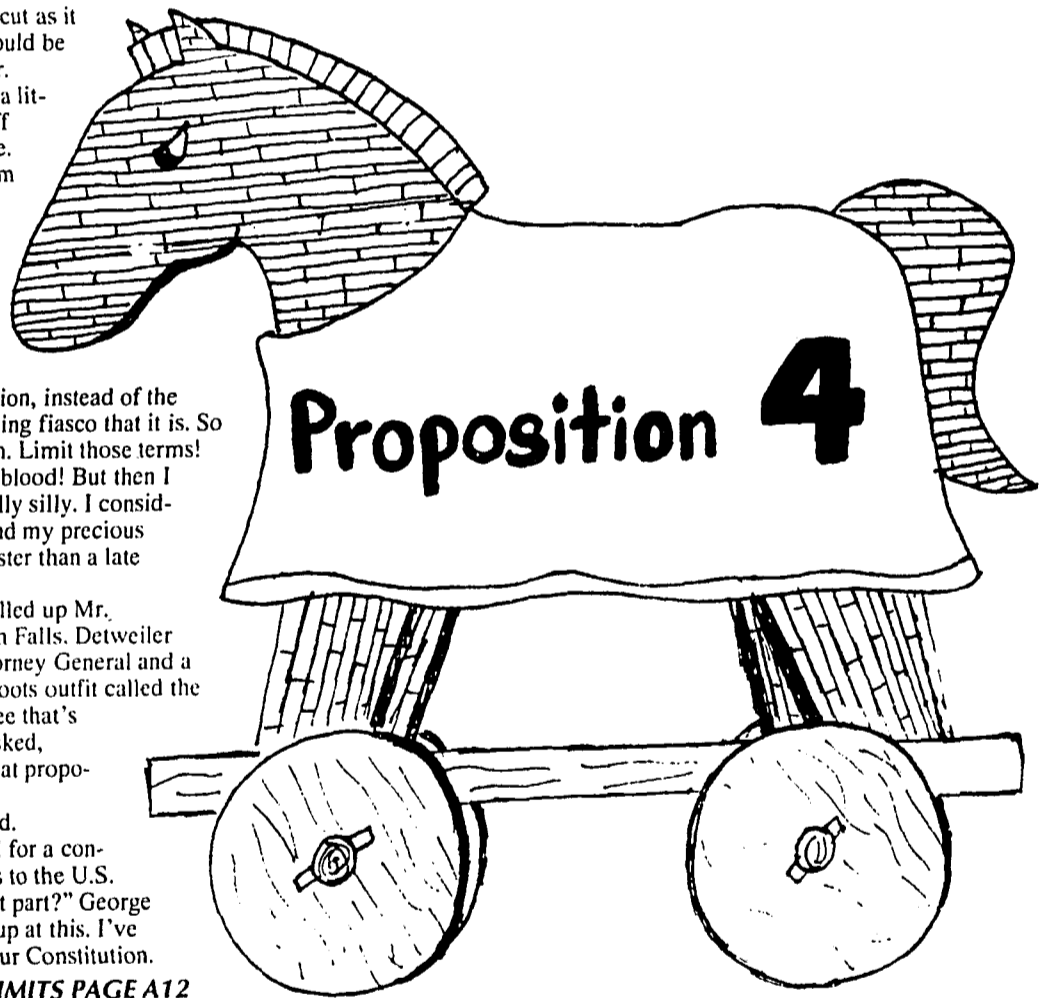 cut as it
ould be
r.
a lit-
f
e.
m
ion, instead of the
ing fiasco that it is. So
n. Limit those terms!
blood! But then I
lly silly. I consid-
nd my precious
ster than a late
lled up Mr.
n Falls. Detweiler
orney General and a
oots outfit called the
ee that's
sked,
at propo-
d.
for a con-
s to the U.S.
t part?" George
up at this. I've
ur Constitution.
IMITS PAGE A12
Proposition 4